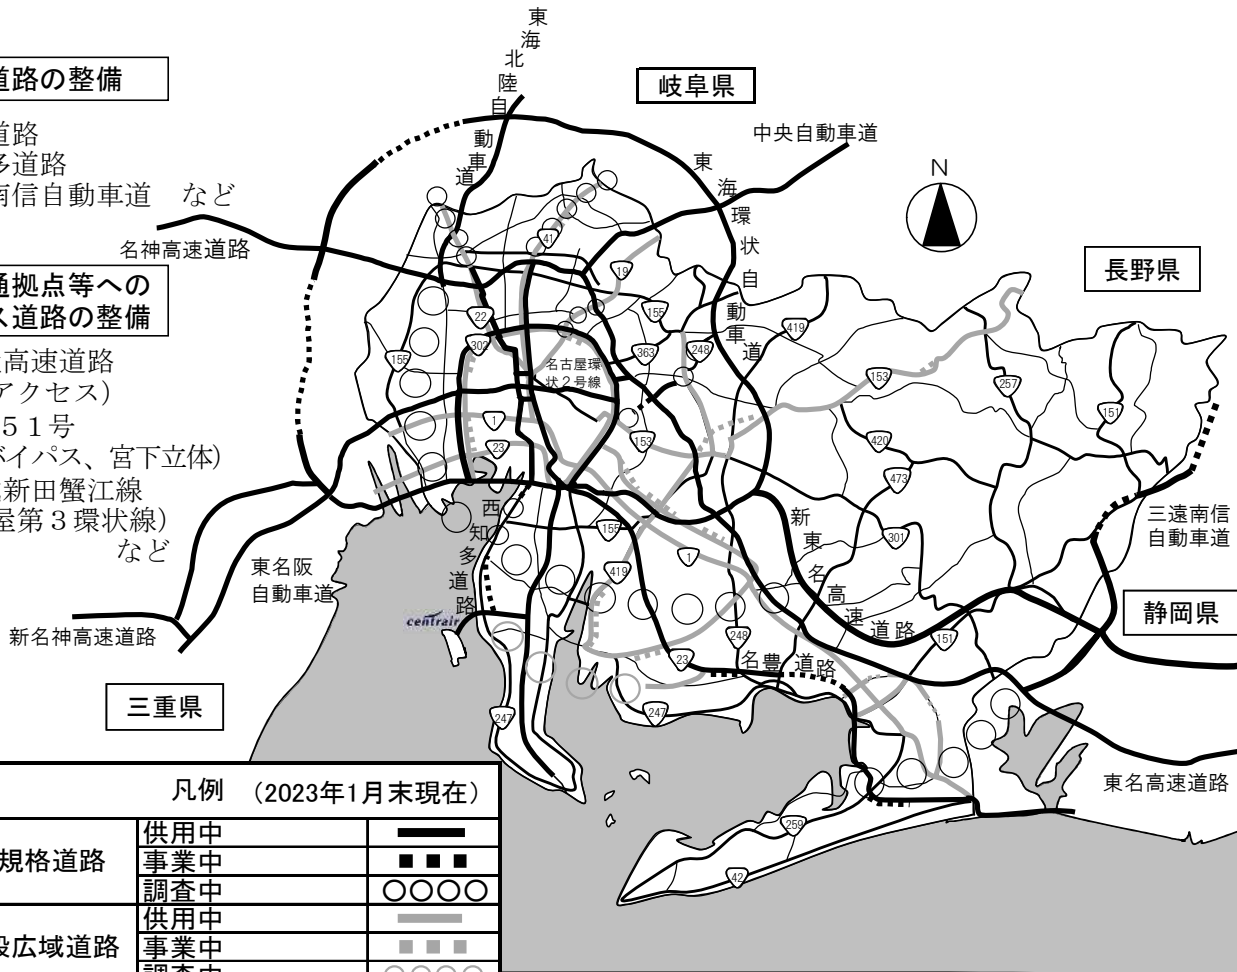 東海北陸自動車道
道路の整備
岐阜県
道路
中央自動車道
多道路
東海環状自動車道
南信自動車道　など
N
名神高速道路
41
19
長野県
通拠点等への
ス道路の整備
22
155
419
302
363
248
高速道路
155
名古屋環
状２号線
153
257
アクセス）
151
５１号
1
153
420
バイパス、宮下立体）
23
473
新田蟹江線
屋第３環状線）
など
西知多道路
155
新東名高速道路
三遠南信
自動車道
301
東名阪
自動車道
419
1
centrair
新名神高速道路
静岡県
248
151
23
名豊道路
三重県
247
247
東名高速道路
凡例　（2023年1月末現在）
規格道路
供用中
事業中
調査中
259
42
般広域道路
供用中
事業中
調査中